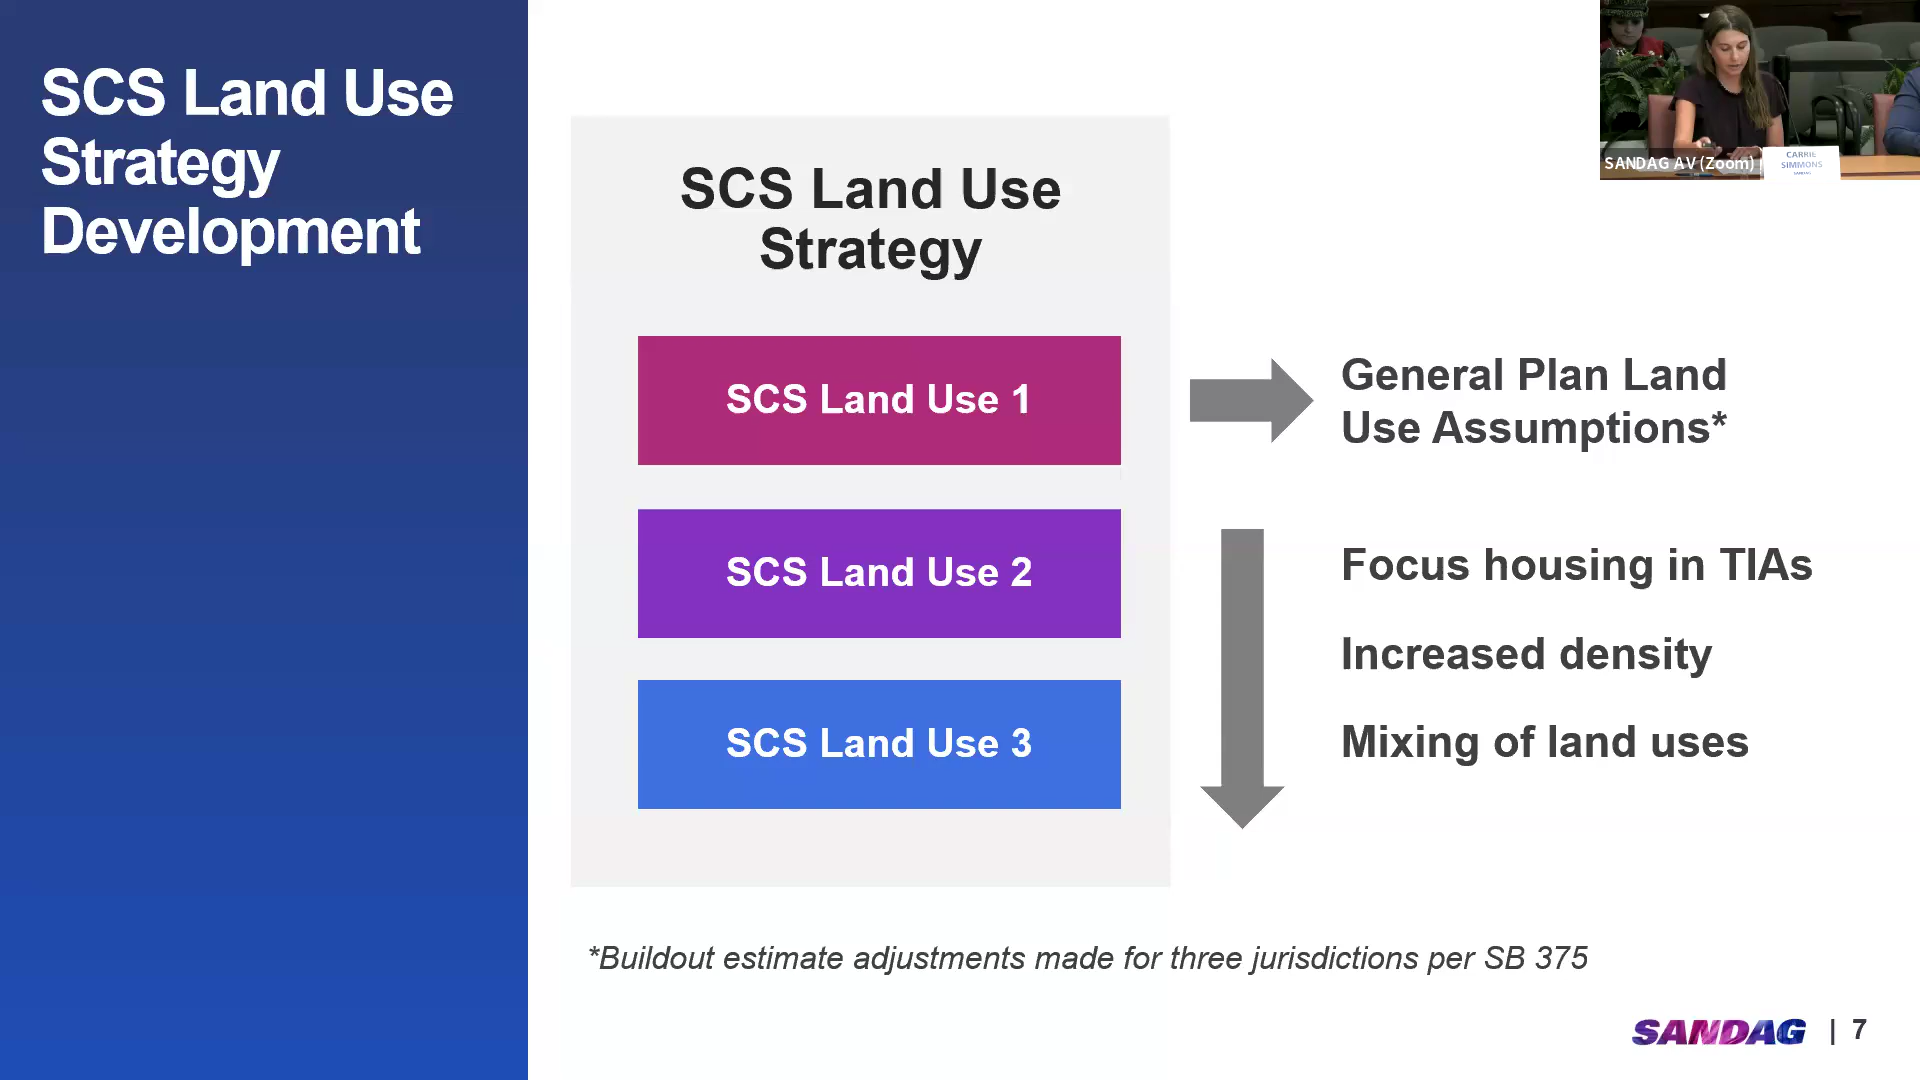 SCS Land Use
Strategy
Development
SCS Land Use
Strategy
SCS Land Use 1
SCS Land Use 2
SCS Land Use 3
General Plan Land
Use Assumptions*
Focus housing in TIAs
Increased density
Mixing of land uses
*Buildout estimate adjustments made for three jurisdictions per SB 375
SANDAG | 7
SANDAG AV (Zoom)
CARRIE
SIMMONS
SANDAG